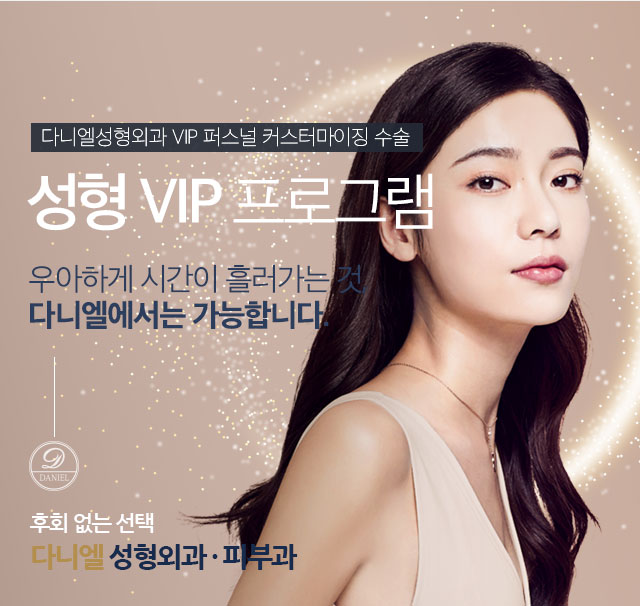 다니엘성형외과 VIP 퍼스널 커스터마이징 수술
성형 VIP 프로그램
우아하게 시간이 흘러가는 것,
다니엘에서는 가능합니다.
D
DANIEL
후회 없는 선택
다니엘 성형외과·피부과